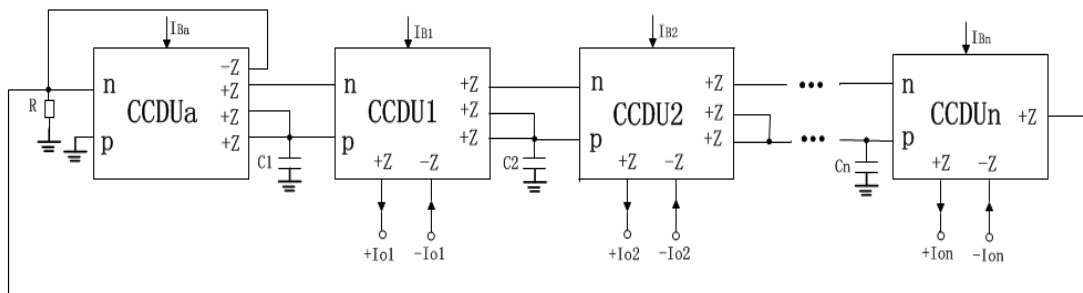 IBa
IB1
IB2
IBn
-Z
n
+Z
+Z
+Z
R
CCDUa
p
C1
n
CCDU1
+Z
+Z
+Z
p
+Z
-Z
C2
n
CCDU2
+Z
+Z
+Z
p
+Z
-Z
•••
•••
Cn
n
CCDUn
+Z
p
+Z
-Z
+Io1
-Io1
+Io2
-Io2
+Ion
-Ion